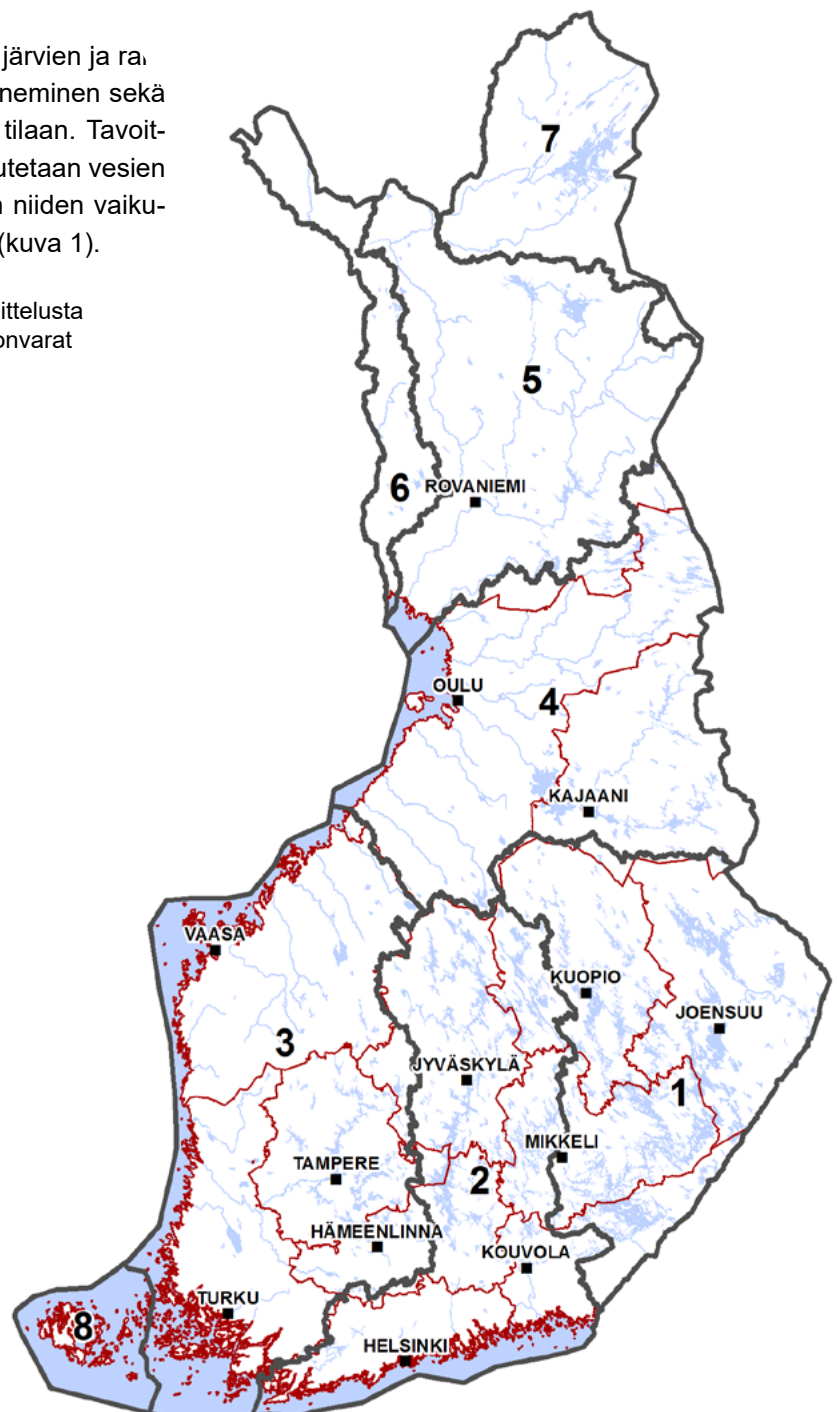 järvien ja
neminen sekä
tilaan. Tavoit-
utetaan vesien
niiden vaiku-
(kuva 1).
ittelusta
onvarat
7
5
6
ROVANIEMI
OULU
4
KAJAANI
VAASA
KUOPIO
JOENSUU
3
JYVÄSKYLÄ
1
MIKKELI
TAMPERE
2
HÄMEENLINNA
KOUVOLA
TURKU
8
HELSINKI